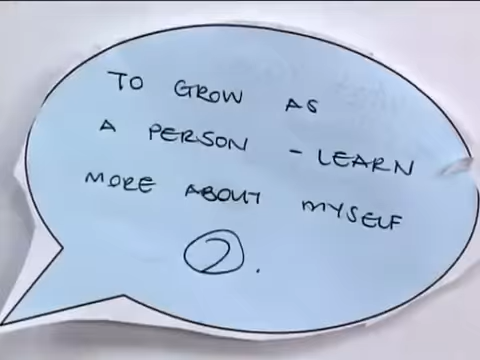 TO GROW AS
A PERSON - LEARN
MORE ABOUT MYSELF
2.